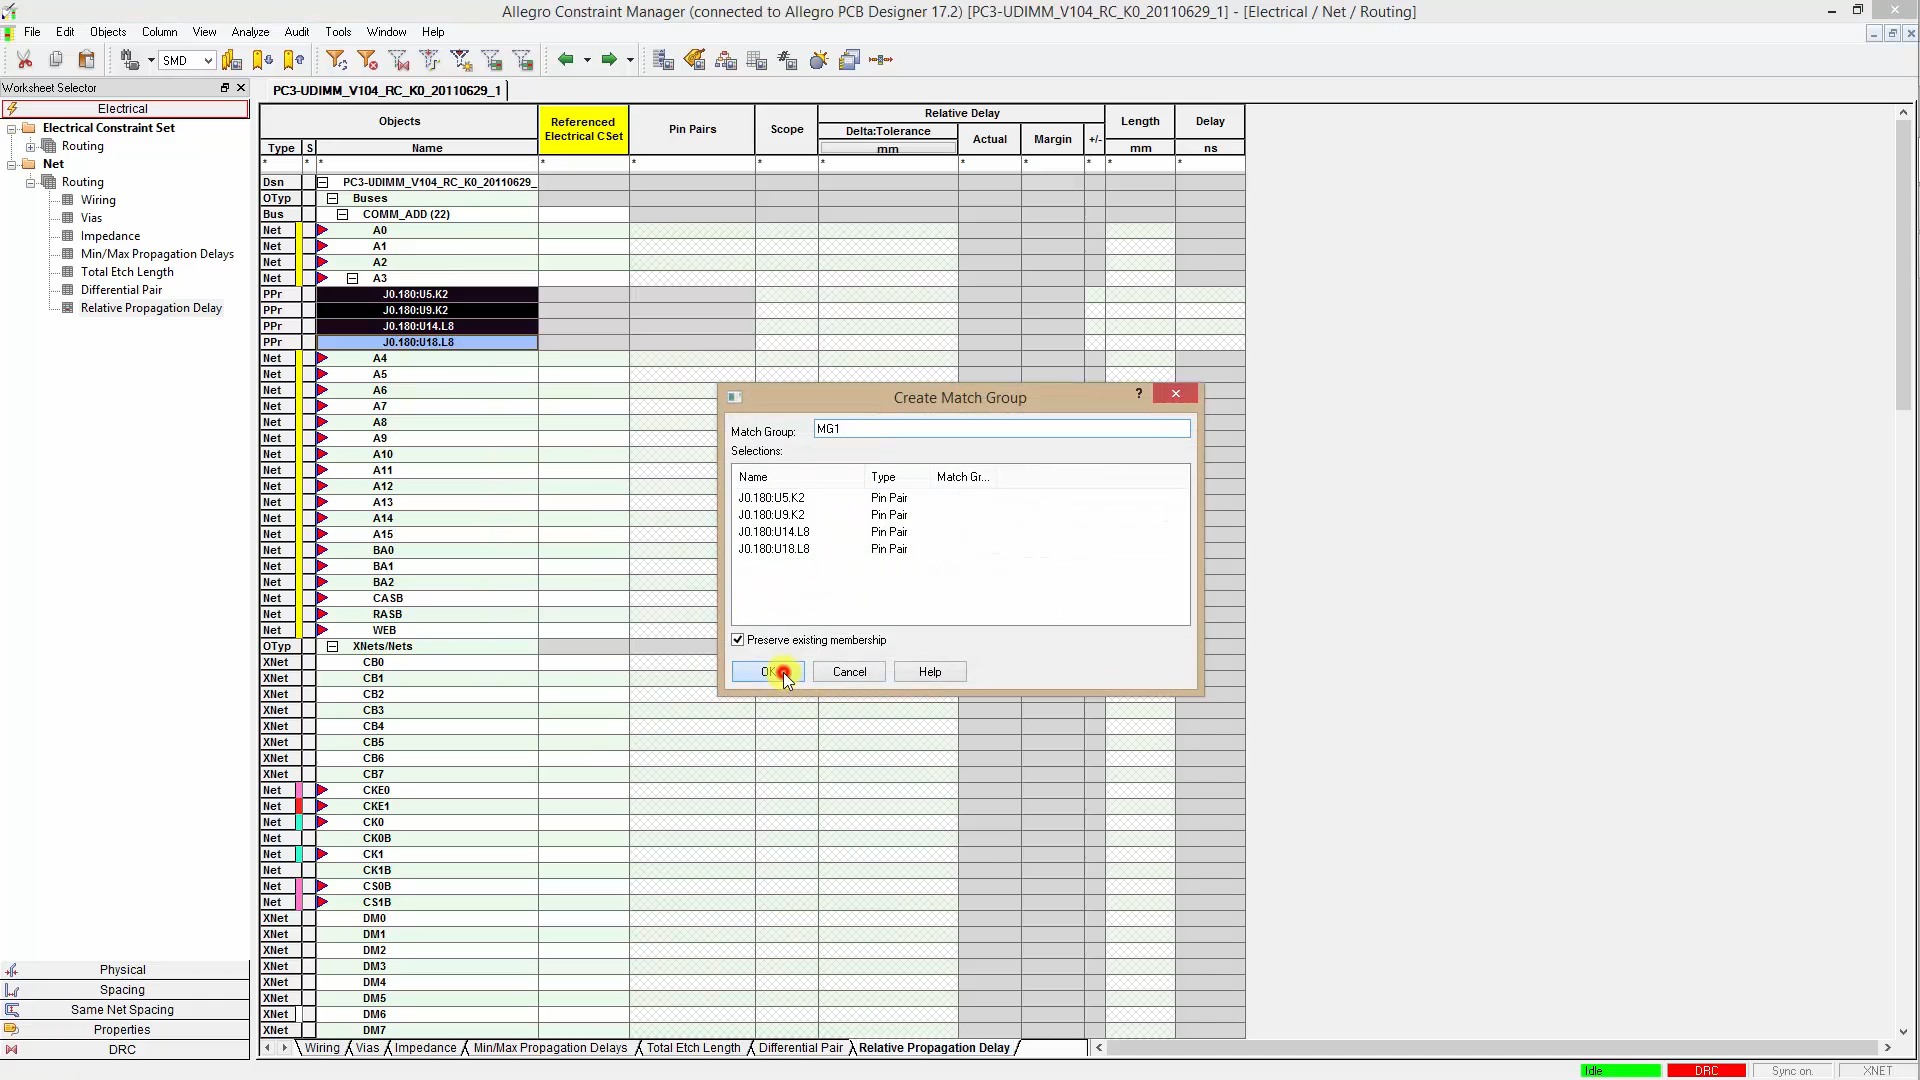 Allegro Constraint Manager (connected to Allegro PCB Designer 17.2) [PC3-UDIMM_V104_RC_K0_20110629_1] - [Electrical / Net / Routing]
File Edit Objects Column View Analyze Audit Tools Window Help
SMD
Worksheet Selector
Electrical
Electrical Constraint Set
Routing
Net
Routing
Wiring
Vias
Impedance
Min/Max Propagation Delays
Total Etch Length
Differential Pair
Relative Propagation Delay
Physical
Spacing
Same Net Spacing
Properties
DRC
PC3-UDIMM_V104_RC_K0_20110629_1
Objects
Referenced Electrical CSet
Pin Pairs
Scope
Relative Delay
Delta:Tolerance
Actual
Margin
+/-
Length
Delay
Type S Name
mm
mm
ns
* * * * * * * * * * * *
Dsn PC3-UDIMM_V104_RC_K0_20110629_
OTyp Buses
Bus COMM_ADD (22)
Net A0
Net A1
Net A2
Net A3
PPr J0.180:U5.K2
PPr J0.180:U9.K2
PPr J0.180:U14.L8
PPr J0.180:U18.L8
Net A4
Net A5
Net A6
Net A7
Net A8
Net A9
Net A10
Net A11
Net A12
Net A13
Net A14
Net A15
Net BA0
Net BA1
Net BA2
Net CASB
Net RASB
Net WEB
OTyp XNets/Nets
XNet CB0
XNet CB1
XNet CB2
XNet CB3
XNet CB4
XNet CB5
XNet CB6
XNet CB7
Net CKE0
Net CKE1
Net CK0
Net CK0B
Net CK1
Net CK1B
Net CS0B
Net CS1B
XNet DM0
XNet DM1
XNet DM2
XNet DM3
XNet DM4
XNet DM5
XNet DM6
XNet DM7
Create Match Group
?
Match Group: MG1
Selections:
Name Type Match Gr...
J0.180:U5.K2 Pin Pair
J0.180:U9.K2 Pin Pair
J0.180:U14.L8 Pin Pair
J0.180:U18.L8 Pin Pair
Preserve existing membership
OK Cancel Help
Wiring Vias Impedance Min/Max Propagation Delays Total Etch Length Differential Pair Relative Propagation Delay
Idle DRC Sync on. XNET